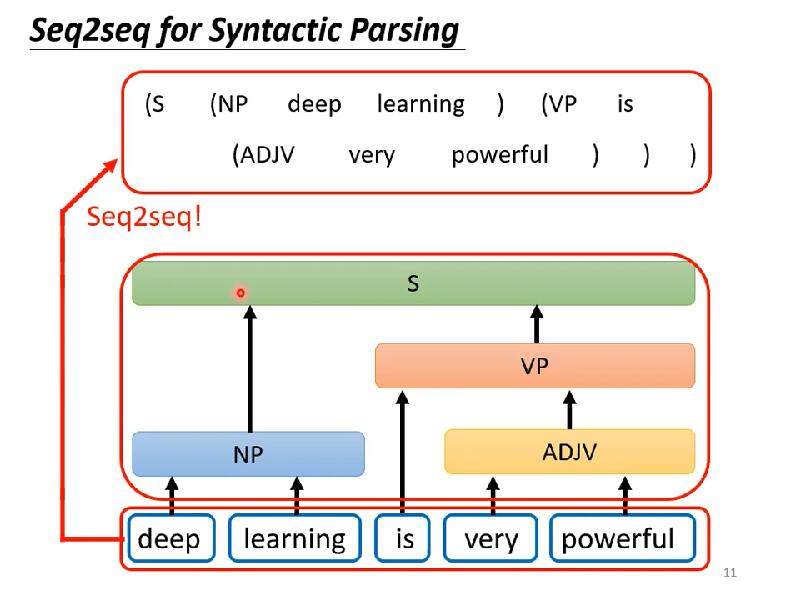 Seq2seq for Syntactic Parsing
(S (NP deep learning ) (VP is
(ADJV very powerful ) ) )
Seq2seq!
S
VP
NP ADJV
deep learning is very powerful
11